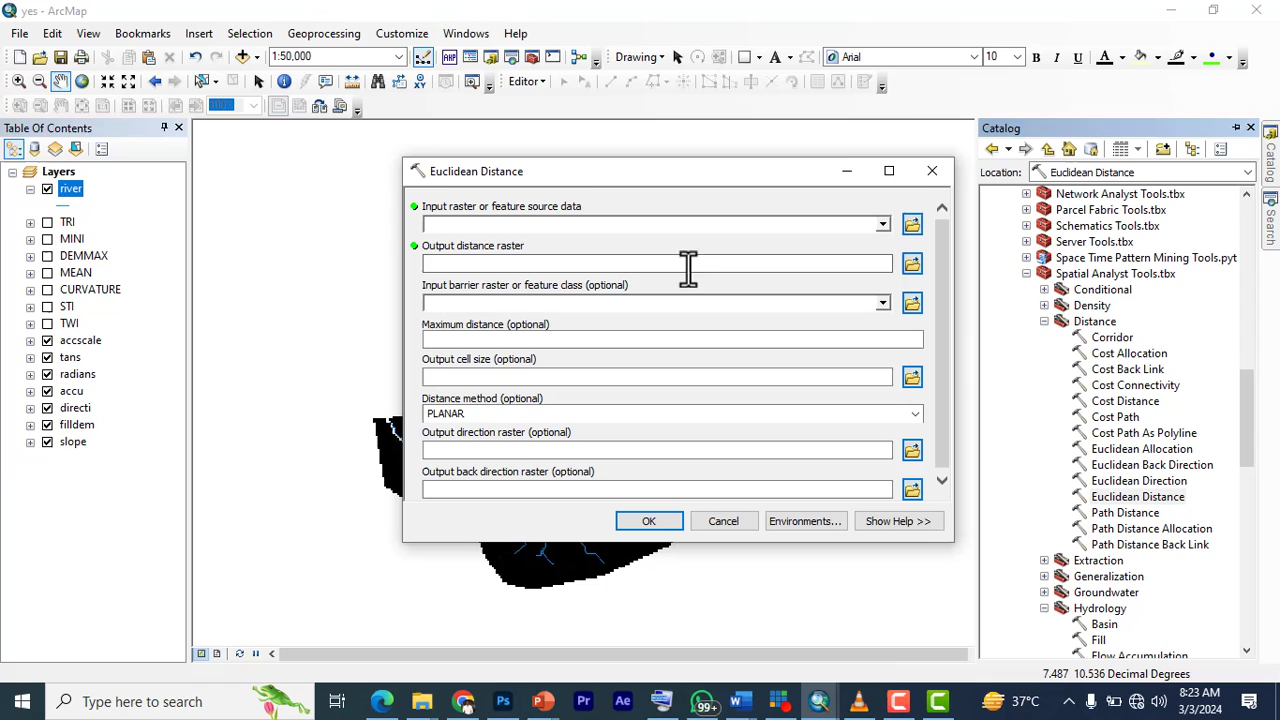 yes - ArcMap
File Edit View Bookmarks Insert Selection Geoprocessing Customize Windows Help
1:50,000
Drawing
Arial
10
B I U A
Editor
Table Of Contents
Layers
river
TRI
MINI
DEMMAX
MEAN
CURVATURE
STI
TWI
accscale
tans
radians
accu
directi
filldem
slope
Euclidean Distance
Input raster or feature source data
Output distance raster
Input barrier raster or feature class (optional)
Maximum distance (optional)
Output cell size (optional)
Distance method (optional)
PLANAR
Output direction raster (optional)
Output back direction raster (optional)
OK Cancel Environments... Show Help >>
Catalog
Location: Euclidean Distance
Network Analyst Tools.tbx
Parcel Fabric Tools.tbx
Schematics Tools.tbx
Server Tools.tbx
Space Time Pattern Mining Tools.pyt
Spatial Analyst Tools.tbx
Conditional
Density
Distance
Corridor
Cost Allocation
Cost Back Link
Cost Connectivity
Cost Distance
Cost Path
Cost Path As Polyline
Euclidean Allocation
Euclidean Back Direction
Euclidean Direction
Euclidean Distance
Path Distance
Path Distance Allocation
Path Distance Back Link
Extraction
Generalization
Groundwater
Hydrology
Basin
Fill
Flow Accumulation
Catalog
Search
7.487 10.536 Decimal Degrees
Type here to search
99+
37°C
8:23 AM
3/3/2024